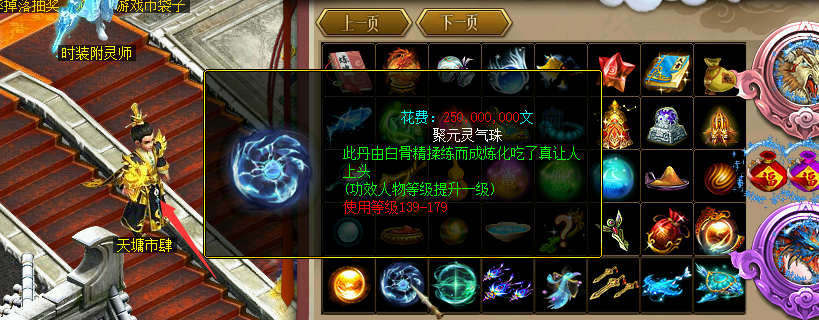 掉落抽奖
游戏币袋子
时装附灵师
天墉市肆
上一页
下一页
花费：250,000,000文
聚元灵气珠
此丹由白骨精揉练而成炼化吃了真让人
上头
(功效人物等级提升一级)
使用等级139-179
福
福